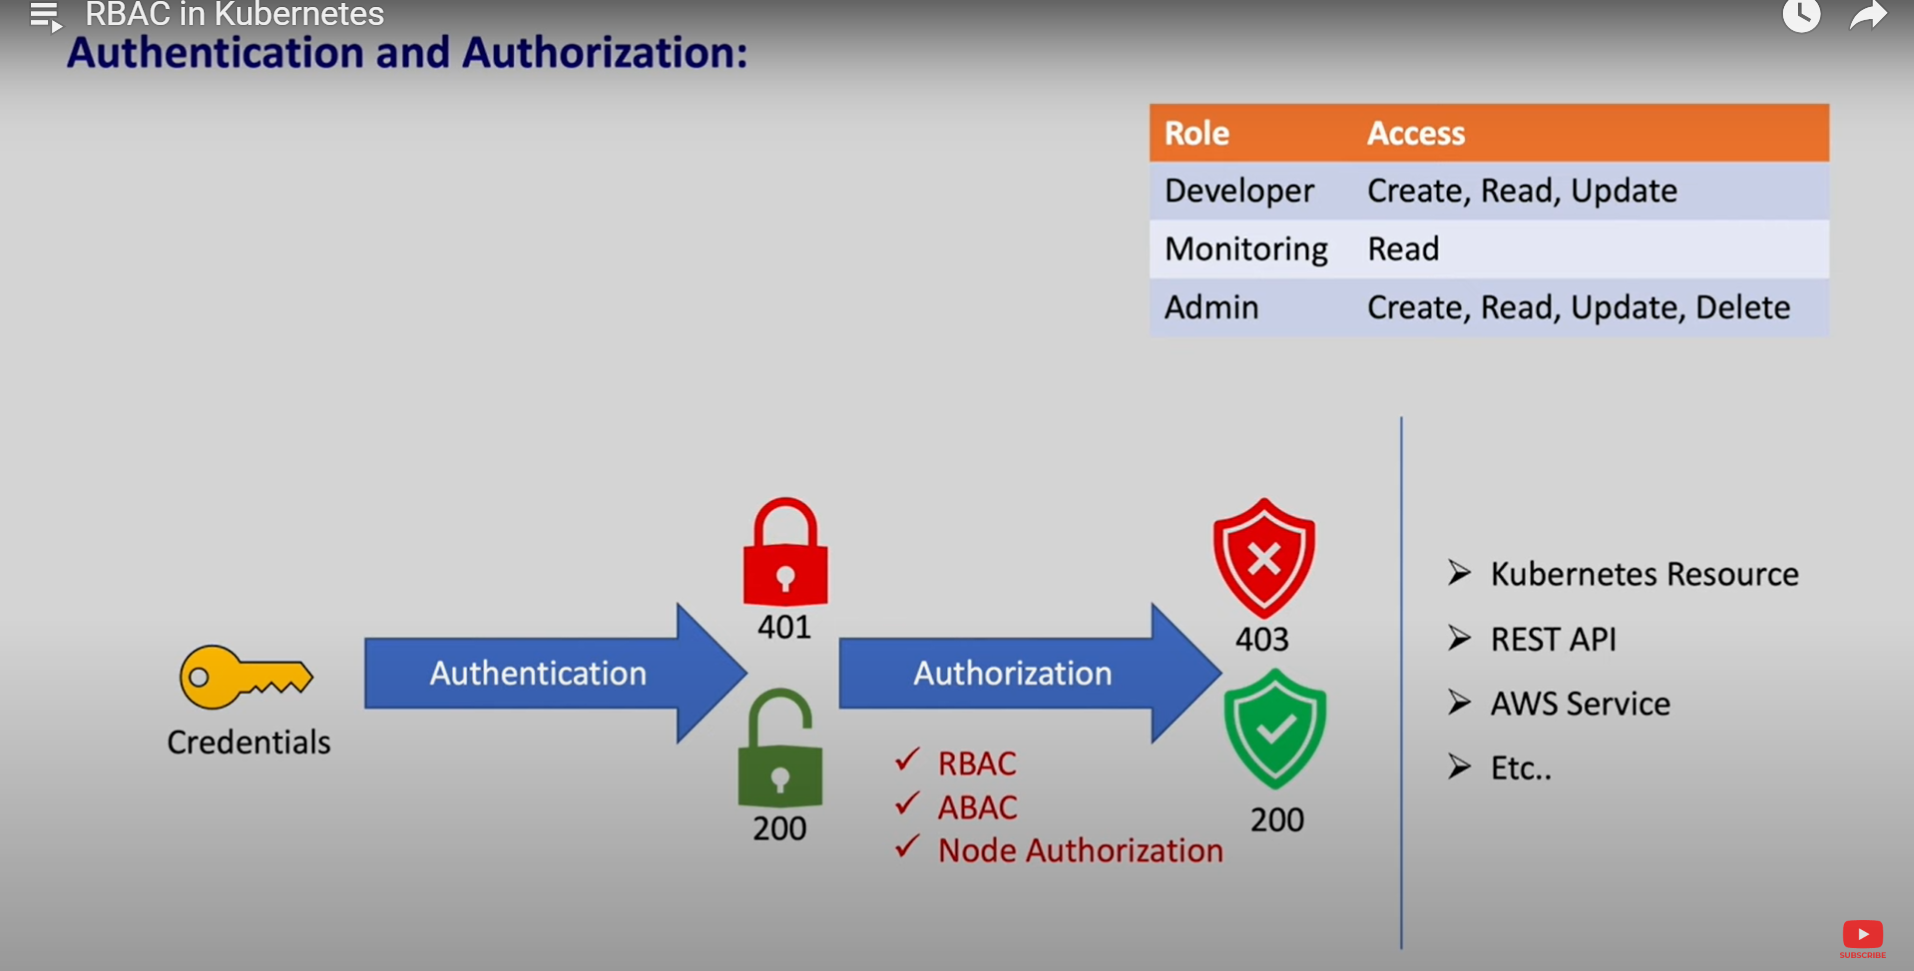 RBAC in Kubernetes
Authentication and Authorization:
Role Access
Developer Create, Read, Update
Monitoring Read
Admin Create, Read, Update, Delete
Credentials
Authentication
401
200
Authorization
RBAC
ABAC
Node Authorization
403
200
Kubernetes Resource
REST API
AWS Service
Etc..
SUBSCRIBE